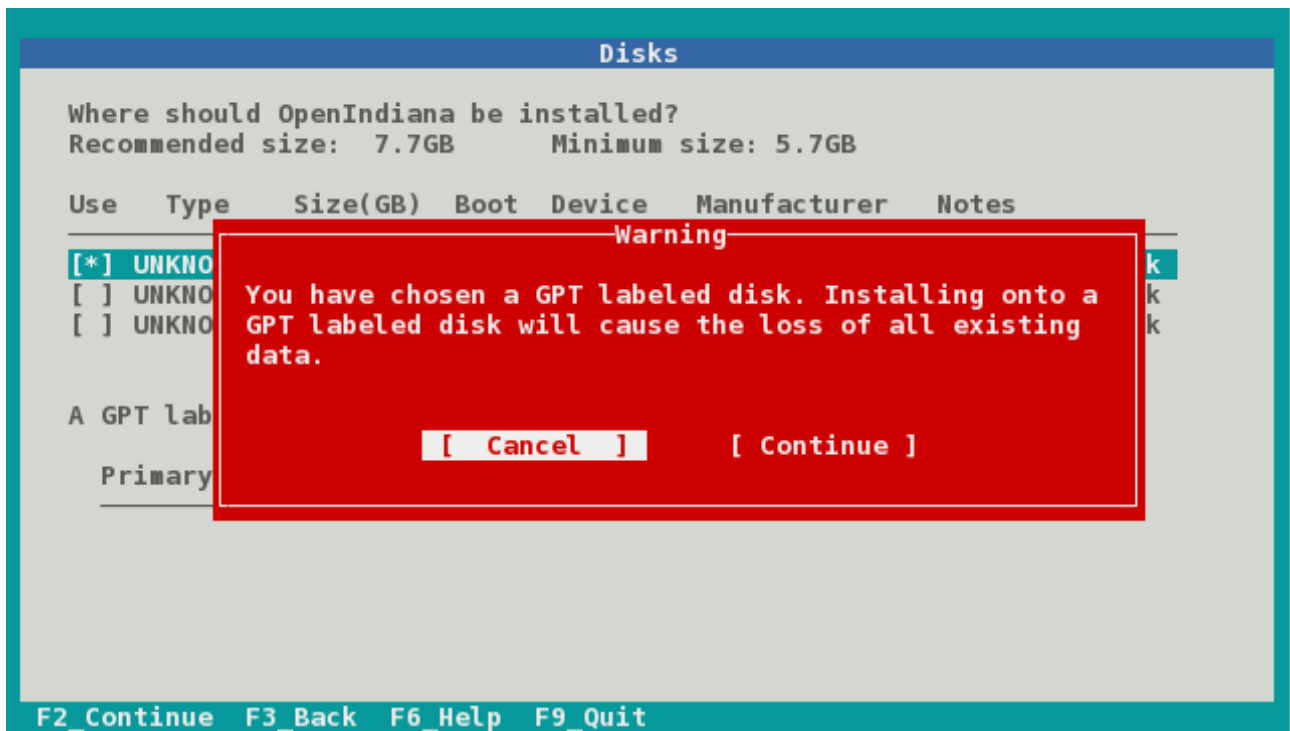 Disks
Where should OpenIndiana be installed?
Recommended size: 7.7GB Minimum size: 5.7GB
Use Type Size(GB) Boot Device Manufacturer Notes
Warning
[*] UNKNO k
[ ] UNKNO You have chosen a GPT labeled disk. Installing onto a k
[ ] UNKNO GPT labeled disk will cause the loss of all existing k
data.
A GPT lab
[ Cancel ] [ Continue ]
Primary
F2_Continue F3_Back F6_Help F9_Quit